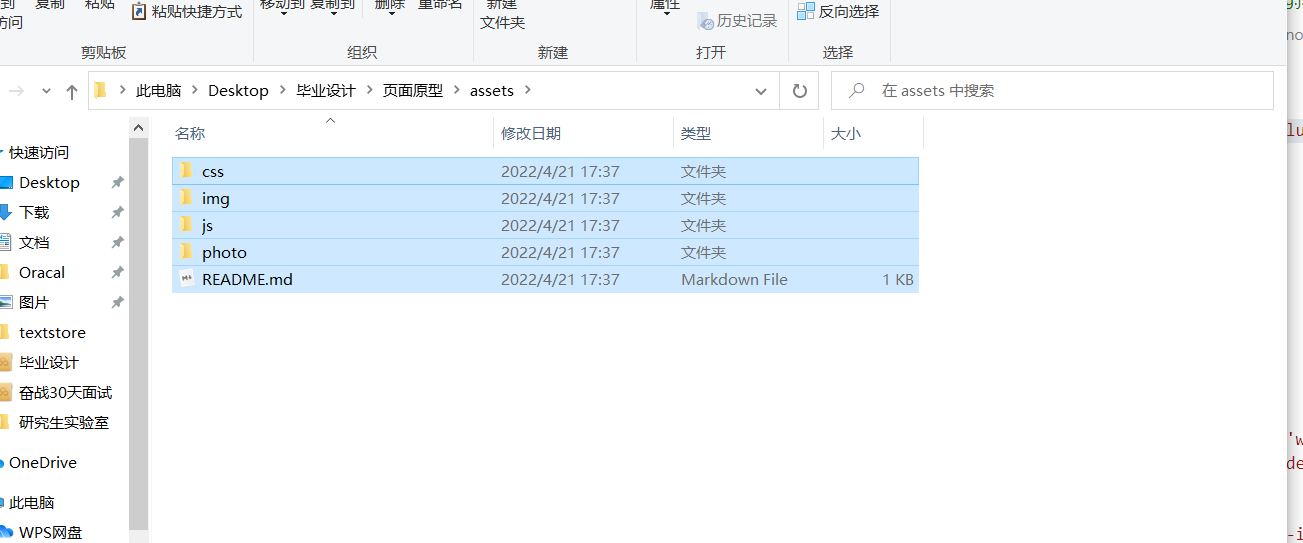 到 复制 粘贴 粘贴快捷方式 移动到 复制到 删除 重命名 新建 属性
访问 文件夹 历史记录 反向选择
剪贴板 组织 新建 打开 选择
no
此电脑 Desktop 毕业设计 页面原型 assets 在 assets 中搜索
名称 修改日期 类型 大小
lu
快速访问
css 2022/4/21 17:37 文件夹
Desktop
img 2022/4/21 17:37 文件夹
下载
js 2022/4/21 17:37 文件夹
文档
photo 2022/4/21 17:37 文件夹
Oracal
README.md 2022/4/21 17:37 Markdown File 1 KB
图片
textstore
毕业设计
奋战30天面试
研究生实验室
'w
OneDrive
de
此电脑
WPS网盘
-i